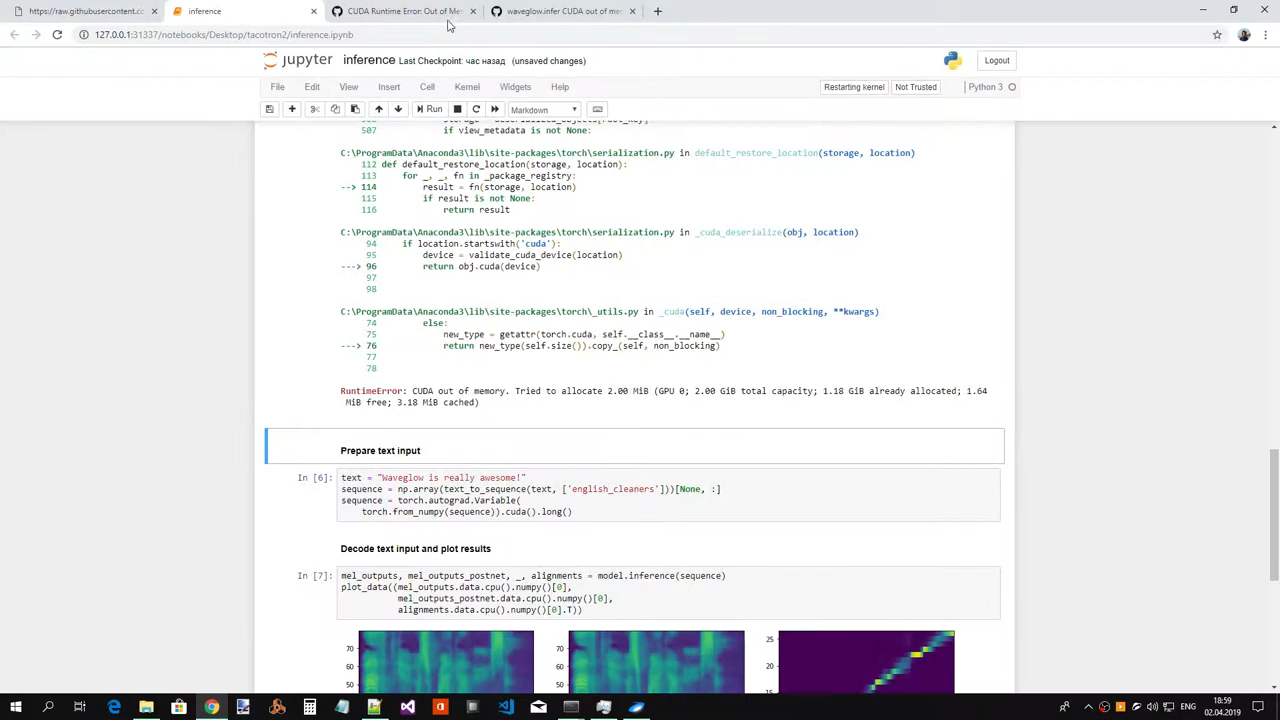 https://raw.githubusercontent.co
inference
CUDA Runtime Error: Out of Mem
waveglow.infer CUDA out of mem
127.0.0.1:31337/notebooks/Desktop/tacotron2/inference.ipynb
jupyter inference Last Checkpoint: час назад (unsaved changes)
Logout
File Edit View Insert Cell Kernel Widgets Help
Restarting kernel Not Trusted Python 3
Run Markdown
507 if view_metadata is not None:
C:\ProgramData\Anaconda3\lib\site-packages\torch\serialization.py in default_restore_location(storage, location)
112 def default_restore_location(storage, location):
113 for _, _, fn in _package_registry:
--> 114 result = fn(storage, location)
115 if result is not None:
116 return result
C:\ProgramData\Anaconda3\lib\site-packages\torch\serialization.py in _cuda_deserialize(obj, location)
94 if location.startswith('cuda'):
95 device = validate_cuda_device(location)
---> 96 return obj.cuda(device)
97
98
C:\ProgramData\Anaconda3\lib\site-packages\torch\_utils.py in _cuda(self, device, non_blocking, **kwargs)
74 else:
75 new_type = getattr(torch.cuda, self.__class__.__name__)
---> 76 return new_type(self.size()).copy_(self, non_blocking)
77
78
RuntimeError: CUDA out of memory. Tried to allocate 2.00 MiB (GPU 0; 2.00 GiB total capacity; 1.18 GiB already allocated; 1.64
MiB free; 3.18 MiB cached)
Prepare text input
In [6]: text = "Waveglow is really awesome!"
sequence = np.array(text_to_sequence(text, ['english_cleaners']))[None, :]
sequence = torch.autograd.Variable(
torch.from_numpy(sequence)).cuda().long()
Decode text input and plot results
In [7]: mel_outputs, mel_outputs_postnet, _, alignments = model.inference(sequence)
plot_data((mel_outputs.data.cpu().numpy()[0],
mel_outputs_postnet.data.cpu().numpy()[0],
alignments.data.cpu().numpy()[0].T))
70 70 25
60 60 20
50 50 15
18:59
ENG
02.04.2019